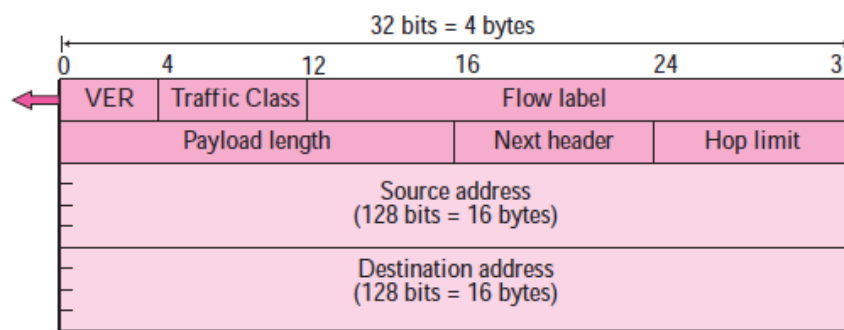 32 bits = 4 bytes
0 4 12 16 24 3
VER Traffic Class Flow label
Payload length Next header Hop limit
Source address
(128 bits = 16 bytes)
Destination address
(128 bits = 16 bytes)